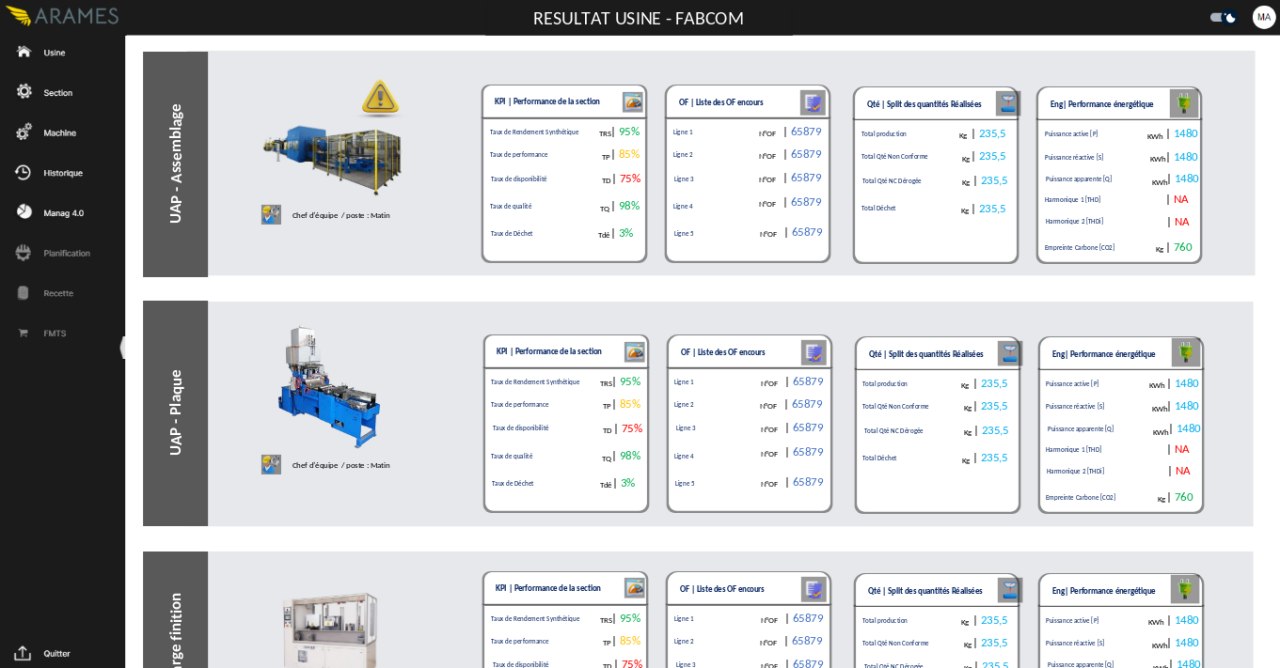 ARAMES
RESULTAT USINE - FABCOM
MA
Usine
Section
Machine
Historique
Manag 4.0
Planification
Recette
FMTS
Quitter
UAP - Assemblage
Chef d'équipe / poste : Matin
KPI | Performance de la section
Taux de Rendement Synthétique TRS| 95%
Taux de performance TP | 85%
Taux de disponibilité TD | 75%
Taux de qualité TQ | 98%
Taux de Déchet Tdé | 3%
OF | Liste des OF encours
Ligne 1 N°OF | 65879
Ligne 2 N°OF | 65879
Ligne 3 N°OF | 65879
Ligne 4 N°OF | 65879
Ligne 5 N°OF | 65879
Qté | Split des quantités Réalisées
Total production Kg | 235,5
Total Qté Non Conforme Kg | 235,5
Total Qté NC Dérogée Kg | 235,5
Total Déchet Kg | 235,5
Eng| Performance énergétique
Puissance active [P] KWh | 1480
Puissance réactive [S] KWh | 1480
Puissance apparente [Q] KWh| 1480
Harmonique 1 [THD] | NA
Harmonique 2 [THDi] | NA
Empreinte Carbone [CO2] Kg | 760
UAP - Plaque
Chef d'équipe / poste : Matin
KPI | Performance de la section
Taux de Rendement Synthétique TRS| 95%
Taux de performance TP | 85%
Taux de disponibilité TD | 75%
Taux de qualité TQ | 98%
Taux de Déchet Tdé | 3%
OF | Liste des OF encours
Ligne 1 N°OF | 65879
Ligne 2 N°OF | 65879
Ligne 3 N°OF | 65879
Ligne 4 N°OF | 65879
Ligne 5 N°OF | 65879
Qté | Split des quantités Réalisées
Total production Kg | 235,5
Total Qté Non Conforme Kg | 235,5
Total Qté NC Dérogée Kg | 235,5
Total Déchet Kg | 235,5
Eng| Performance énergétique
Puissance active [P] KWh | 1480
Puissance réactive [S] KWh | 1480
Puissance apparente [Q] KWh| 1480
Harmonique 1 [THD] | NA
Harmonique 2 [THDi] | NA
Empreinte Carbone [CO2] Kg | 760
arge finition
KPI | Performance de la section
Taux de Rendement Synthétique TRS| 95%
Taux de performance TP | 85%
Taux de disponibilité TD | 75%
OF | Liste des OF encours
Ligne 1 N°OF | 65879
Ligne 2 N°OF | 65879
Ligne 3 N°OF | 65879
Qté | Split des quantités Réalisées
Total production Kg | 235,5
Total Qté Non Conforme Kg | 235,5
Total Qté NC Dérogée Kg | 235,5
Eng| Performance énergétique
Puissance active [P] KWh | 1480
Puissance réactive [S] KWh | 1480
Puissance apparente [Q] KWh| 1480